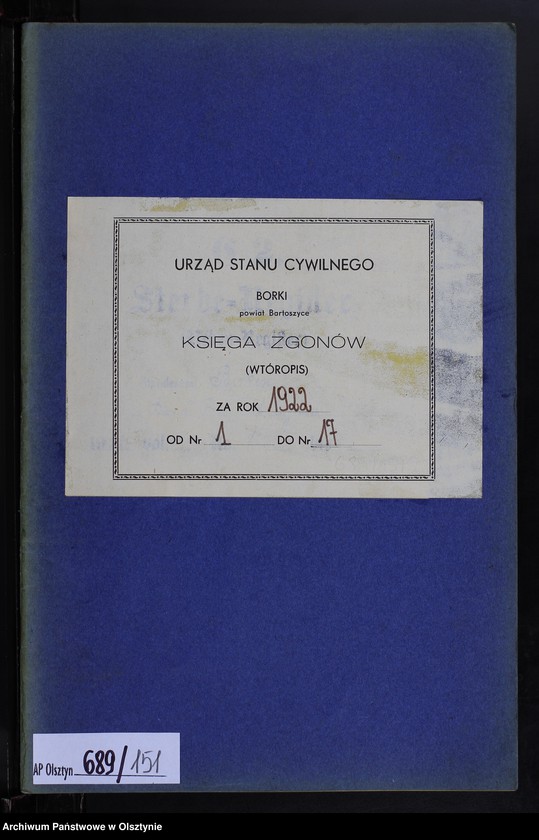 URZĄD STANU CYWILNEGO
BORKI
powiat Bartoszyce
KSIĘGA ZGONÓW
(WTÓROPIS)
ZA ROK 1922
OD Nr 1 DO Nr 17
AP Olsztyn 689/151
Archiwum Państwowe w Olsztynie